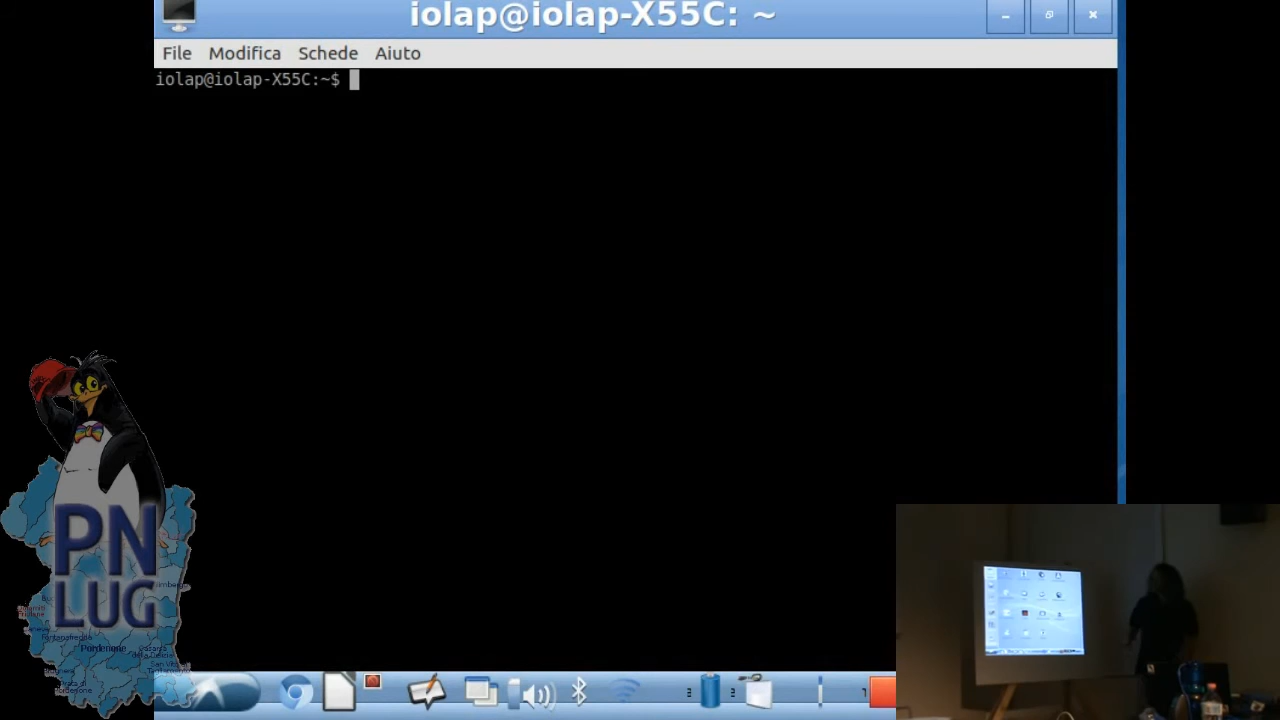 iolap@iolap-X55C: ~
File Modifica Schede Aiuto
iolap@iolap-X55C:~$
PN
LUG
Pordenone